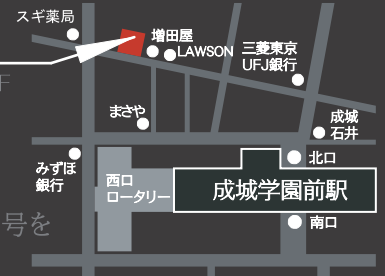 スギ薬局
増田屋
LAWSON
三菱東京
UFJ銀行
まさや
成城
石井
みずほ
銀行
西口
ロータリー
北口
成城学園前駅
号を
南口